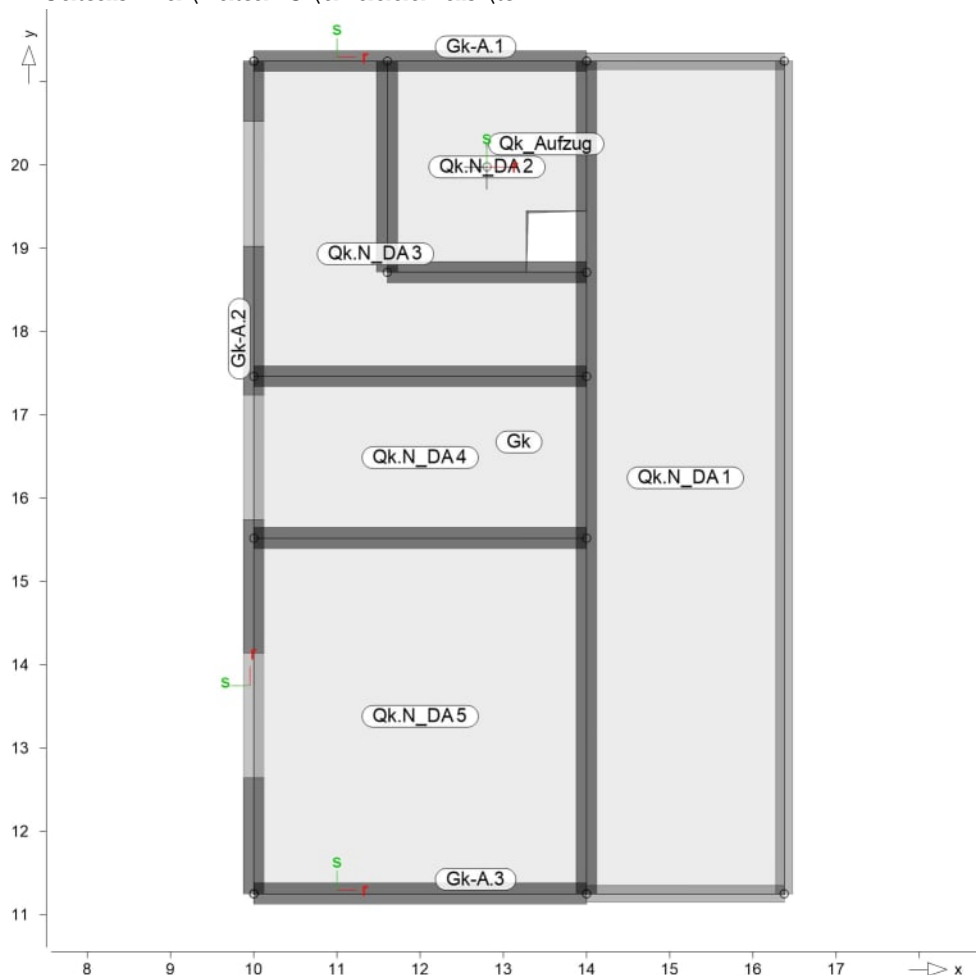 y
s
r
Gk-A.1
Qk_Aufzug
s
20
Qk.N_DA2
r
19
Qk.N_DA3
18
Gk-A.2
17
Gk
Qk.N_DA4
Qk.N_DA1
16
15
14
r
s
Qk.N_DA5
13
12
s
Gk-A.3
r
11
8 9 10 11 12 13 14 15 16 17 x